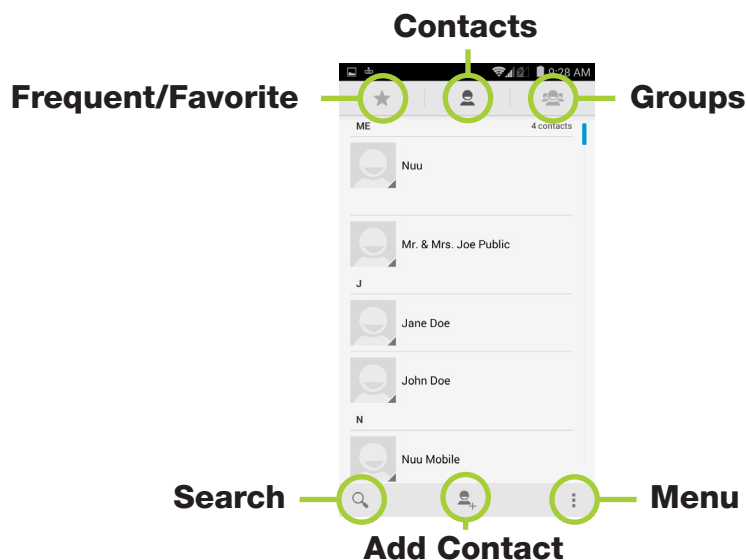 Contacts
9:28 AM
Frequent/Favorite
Groups
ME
4 contacts
Nuu
Mr. & Mrs. Joe Public
J
Jane Doe
John Doe
N
Nuu Mobile
Search
Menu
Add Contact